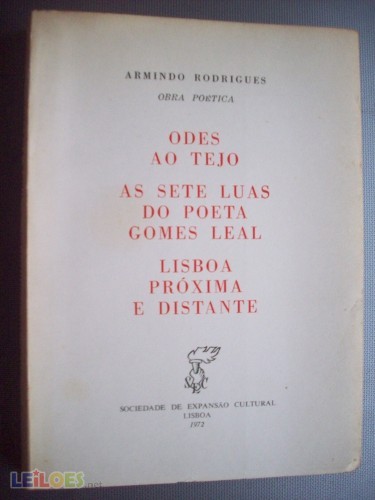 ARMINDO RODRIGUES
OBRA POETICA
ODES
AO TEJO
AS SETE LUAS
DO POETA
GOMES LEAL
LISBOA
PRÓXIMA
E DISTANTE
SOCIEDADE DE EXPANSÃO CULTURAL
LISBOA
1972
LEiLOES.net